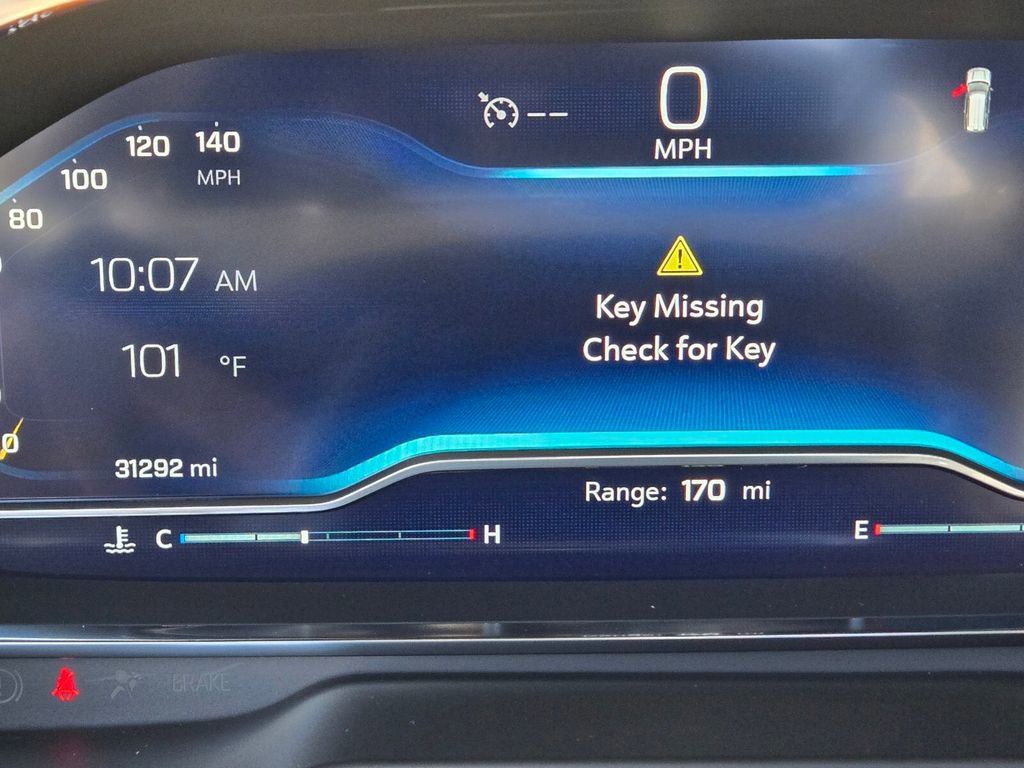 0
MPH
120 140
100 MPH
80
10:07 AM
Key Missing
101 °F
Check for Key
0
31292 mi
Range: 170 mi
C H E
BRAKE